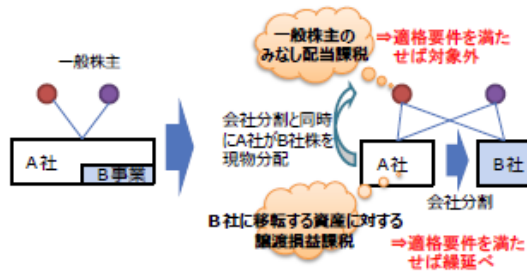 一般株主の
みなし配当課税
⇒適格要件を満た
せば対象外
一般株主
会社分割と同時
にA社がB社株を
現物分配
A社
B事業
A社
B社
会社分割
B社に移転する資産に対する
譲渡損益課税
⇒適格要件を満た
せば繰延べ